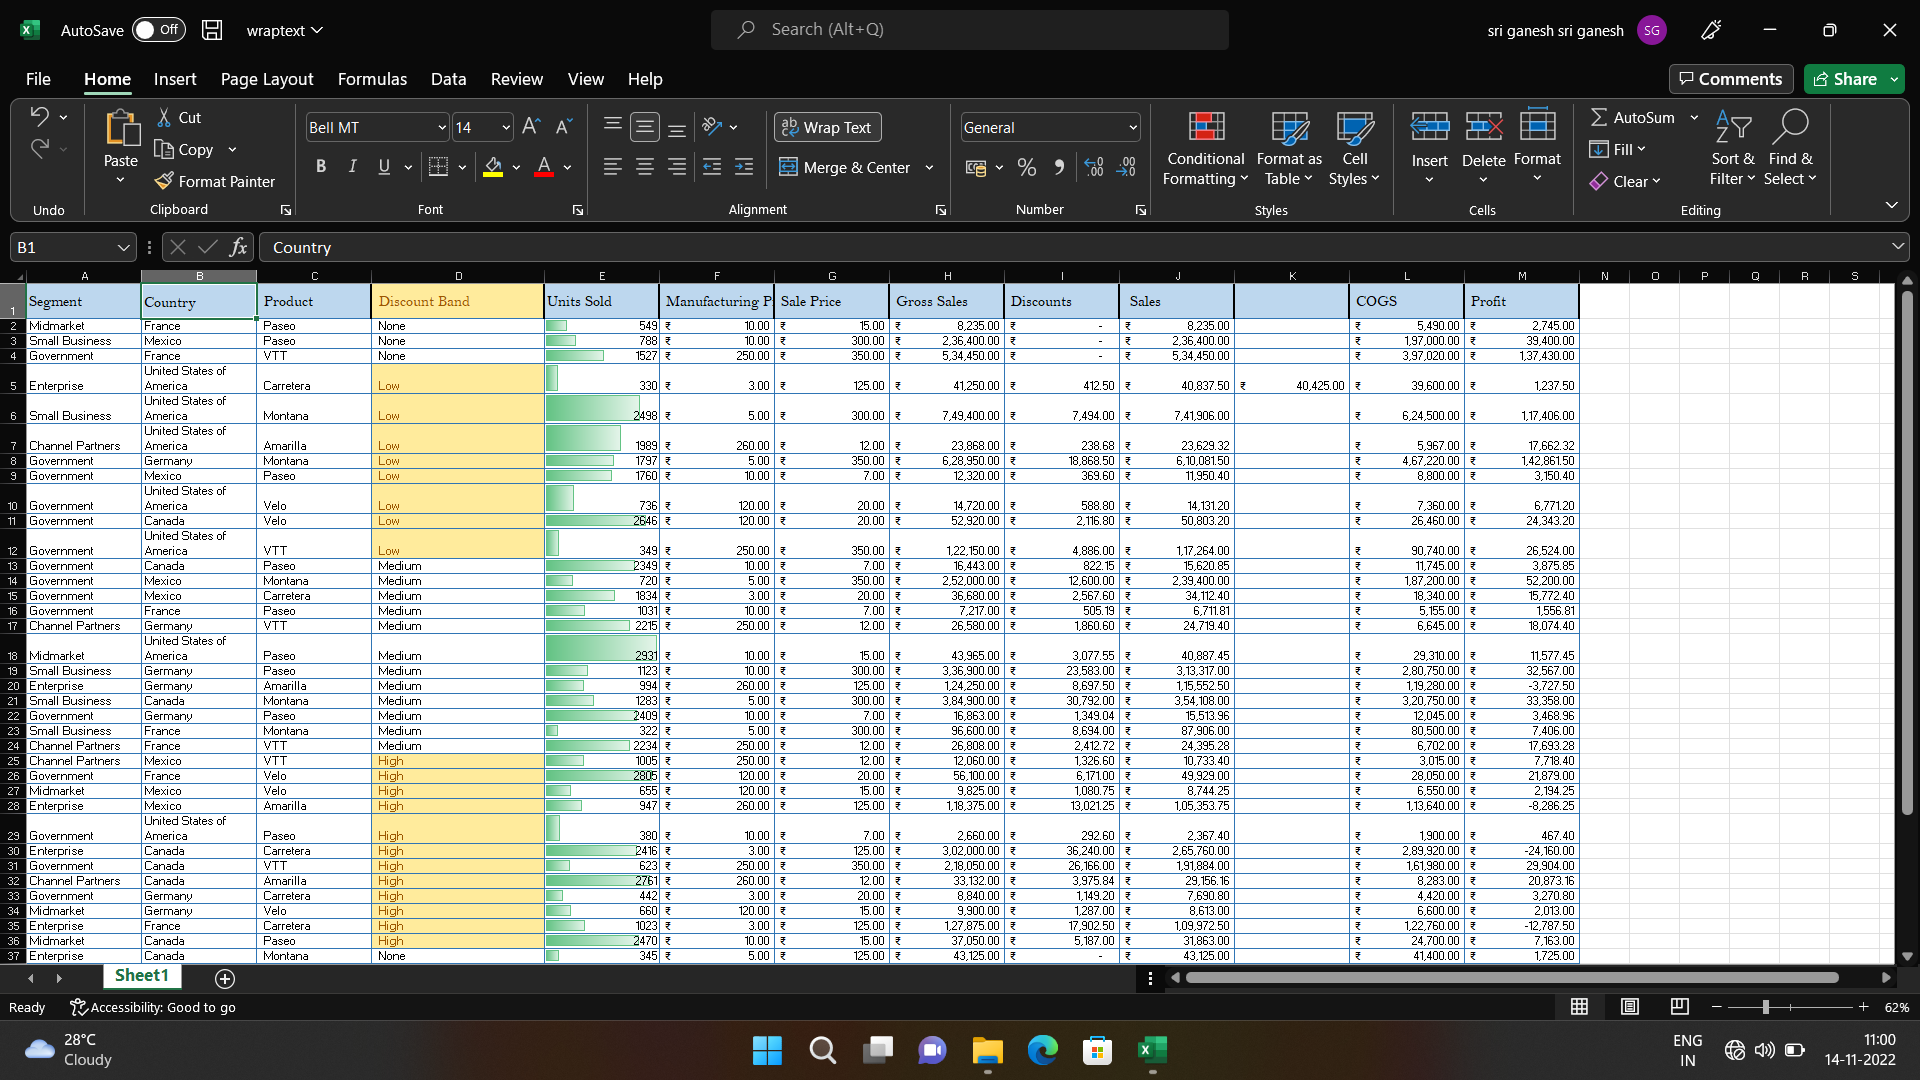 AutoSave Off wraptext Search (Alt+Q) sri ganesh sri ganesh SG
File Home Insert Page Layout Formulas Data Review View Help Comments Share
Paste Cut Copy Format Painter
Bell MT 14 B I U A
ab Wrap Text Merge & Center
General % .00
Conditional Formatting Format as Table Cell Styles
Insert Delete Format
AutoSum Fill Clear Sort & Filter Find & Select
Undo Clipboard Font Alignment Number Styles Cells Editing
B1 fx Country
A B C D E F G H I J K L M N O P Q R S
1 Segment Country Product Discount Band Units Sold Manufacturing P Sale Price Gross Sales Discounts Sales COGS Profit
2 Midmarket France Paseo None 549 ₹ 10.00 ₹ 15.00 ₹ 8,235.00 ₹ - ₹ 8,235.00 ₹ 5,490.00 ₹ 2,745.00
3 Small Business Mexico Paseo None 788 ₹ 10.00 ₹ 300.00 ₹ 2,36,400.00 ₹ - ₹ 2,36,400.00 ₹ 1,97,000.00 ₹ 39,400.00
4 Government France VTT None 1527 ₹ 250.00 ₹ 350.00 ₹ 5,34,450.00 ₹ - ₹ 5,34,450.00 ₹ 3,97,020.00 ₹ 1,37,430.00
5 Enterprise United States of America Carretera Low 330 ₹ 3.00 ₹ 125.00 ₹ 41,250.00 ₹ 412.50 ₹ 40,837.50 ₹ 40,425.00 ₹ 39,600.00 ₹ 1,237.50
6 Small Business United States of America Montana Low 2498 ₹ 5.00 ₹ 300.00 ₹ 7,49,400.00 ₹ 7,494.00 ₹ 7,41,906.00 ₹ 6,24,500.00 ₹ 1,17,406.00
7 Channel Partners United States of America Amarilla Low 1989 ₹ 260.00 ₹ 12.00 ₹ 23,868.00 ₹ 238.68 ₹ 23,629.32 ₹ 5,967.00 ₹ 17,662.32
8 Government Germany Montana Low 1797 ₹ 5.00 ₹ 350.00 ₹ 6,28,950.00 ₹ 18,868.50 ₹ 6,10,081.50 ₹ 4,67,220.00 ₹ 1,42,861.50
9 Government Mexico Paseo Low 1760 ₹ 10.00 ₹ 7.00 ₹ 12,320.00 ₹ 369.60 ₹ 11,950.40 ₹ 8,800.00 ₹ 3,150.40
10 Government United States of America Velo Low 736 ₹ 120.00 ₹ 20.00 ₹ 14,720.00 ₹ 588.80 ₹ 14,131.20 ₹ 7,360.00 ₹ 6,771.20
11 Government Canada Velo Low 2646 ₹ 120.00 ₹ 20.00 ₹ 52,920.00 ₹ 2,116.80 ₹ 50,803.20 ₹ 26,460.00 ₹ 24,343.20
12 Government United States of America VTT Low 349 ₹ 250.00 ₹ 350.00 ₹ 1,22,150.00 ₹ 4,886.00 ₹ 1,17,264.00 ₹ 90,740.00 ₹ 26,524.00
13 Government Canada Paseo Medium 2349 ₹ 10.00 ₹ 7.00 ₹ 16,443.00 ₹ 822.15 ₹ 15,620.85 ₹ 11,745.00 ₹ 3,875.85
14 Government Mexico Montana Medium 720 ₹ 5.00 ₹ 350.00 ₹ 2,52,000.00 ₹ 12,600.00 ₹ 2,39,400.00 ₹ 1,87,200.00 ₹ 52,200.00
15 Government Mexico Carretera Medium 1834 ₹ 3.00 ₹ 20.00 ₹ 36,680.00 ₹ 2,567.60 ₹ 34,112.40 ₹ 18,340.00 ₹ 15,772.40
16 Government France Paseo Medium 1031 ₹ 10.00 ₹ 7.00 ₹ 7,217.00 ₹ 505.19 ₹ 6,711.81 ₹ 5,155.00 ₹ 1,556.81
17 Channel Partners Germany VTT Medium 2215 ₹ 250.00 ₹ 12.00 ₹ 26,580.00 ₹ 1,860.60 ₹ 24,719.40 ₹ 6,645.00 ₹ 18,074.40
18 Midmarket United States of America Paseo Medium 2931 ₹ 10.00 ₹ 15.00 ₹ 43,965.00 ₹ 3,077.55 ₹ 40,887.45 ₹ 29,310.00 ₹ 11,577.45
19 Small Business Germany Paseo Medium 1123 ₹ 10.00 ₹ 300.00 ₹ 3,36,900.00 ₹ 23,583.00 ₹ 3,13,317.00 ₹ 2,80,750.00 ₹ 32,567.00
20 Enterprise Germany Amarilla Medium 994 ₹ 260.00 ₹ 125.00 ₹ 1,24,250.00 ₹ 8,697.50 ₹ 1,15,552.50 ₹ 1,19,280.00 ₹ -3,727.50
21 Small Business Canada Montana Medium 1283 ₹ 5.00 ₹ 300.00 ₹ 3,84,900.00 ₹ 30,792.00 ₹ 3,54,108.00 ₹ 3,20,750.00 ₹ 33,358.00
22 Government Germany Paseo Medium 2409 ₹ 10.00 ₹ 7.00 ₹ 16,863.00 ₹ 1,349.04 ₹ 15,513.96 ₹ 12,045.00 ₹ 3,468.96
23 Small Business France Montana Medium 322 ₹ 5.00 ₹ 300.00 ₹ 96,600.00 ₹ 8,694.00 ₹ 87,906.00 ₹ 80,500.00 ₹ 7,406.00
24 Channel Partners France VTT Medium 2234 ₹ 250.00 ₹ 12.00 ₹ 26,808.00 ₹ 2,412.72 ₹ 24,395.28 ₹ 6,702.00 ₹ 17,693.28
25 Channel Partners Mexico VTT High 1005 ₹ 250.00 ₹ 12.00 ₹ 12,060.00 ₹ 1,326.60 ₹ 10,733.40 ₹ 3,015.00 ₹ 7,718.40
26 Government France Velo High 2805 ₹ 120.00 ₹ 20.00 ₹ 56,100.00 ₹ 6,171.00 ₹ 49,929.00 ₹ 28,050.00 ₹ 21,879.00
27 Midmarket Mexico Velo High 655 ₹ 120.00 ₹ 15.00 ₹ 9,825.00 ₹ 1,080.75 ₹ 8,744.25 ₹ 6,550.00 ₹ 2,194.25
28 Enterprise Mexico Amarilla High 947 ₹ 260.00 ₹ 125.00 ₹ 1,18,375.00 ₹ 13,021.25 ₹ 1,05,353.75 ₹ 1,13,640.00 ₹ -8,286.25
29 Government United States of America Paseo High 380 ₹ 10.00 ₹ 7.00 ₹ 2,660.00 ₹ 292.60 ₹ 2,367.40 ₹ 1,900.00 ₹ 467.40
30 Enterprise Canada Carretera High 2416 ₹ 3.00 ₹ 125.00 ₹ 3,02,000.00 ₹ 36,240.00 ₹ 2,65,760.00 ₹ 2,89,920.00 ₹ -24,160.00
31 Government Canada VTT High 623 ₹ 250.00 ₹ 350.00 ₹ 2,18,050.00 ₹ 26,166.00 ₹ 1,91,884.00 ₹ 1,61,980.00 ₹ 29,904.00
32 Channel Partners Canada Amarilla High 2761 ₹ 260.00 ₹ 12.00 ₹ 33,132.00 ₹ 3,975.84 ₹ 29,156.16 ₹ 8,283.00 ₹ 20,873.16
33 Government Germany Carretera High 442 ₹ 3.00 ₹ 20.00 ₹ 8,840.00 ₹ 1,149.20 ₹ 7,690.80 ₹ 4,420.00 ₹ 3,270.80
34 Midmarket Germany Velo High 660 ₹ 120.00 ₹ 15.00 ₹ 9,900.00 ₹ 1,287.00 ₹ 8,613.00 ₹ 6,600.00 ₹ 2,013.00
35 Enterprise France Carretera High 1023 ₹ 3.00 ₹ 125.00 ₹ 1,27,875.00 ₹ 17,902.50 ₹ 1,09,972.50 ₹ 1,22,760.00 ₹ -12,787.50
36 Midmarket Canada Paseo High 2470 ₹ 10.00 ₹ 15.00 ₹ 37,050.00 ₹ 5,187.00 ₹ 31,863.00 ₹ 24,700.00 ₹ 7,163.00
37 Enterprise Canada Montana None 345 ₹ 5.00 ₹ 125.00 ₹ 43,125.00 ₹ - ₹ 43,125.00 ₹ 41,400.00 ₹ 1,725.00
Sheet1
Ready Accessibility: Good to go 62%
28°C
Cloudy
ENG
IN
11:00
14-11-2022